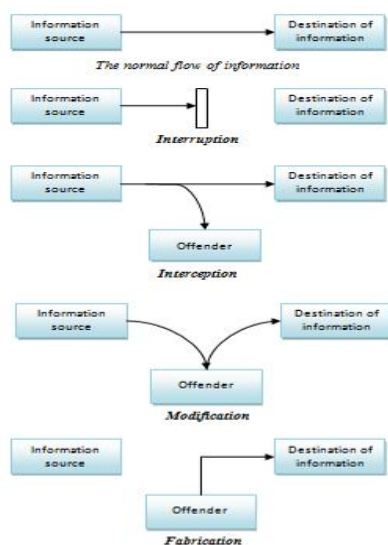 Information
source
Destination of
information
The normal flow of information
Information
source
Destination of
information
Interruption
Information
source
Destination of
information
Offender
Interception
Information
source
Destination of
information
Offender
Modification
Information
source
Destination of
information
Offender
Fabrication